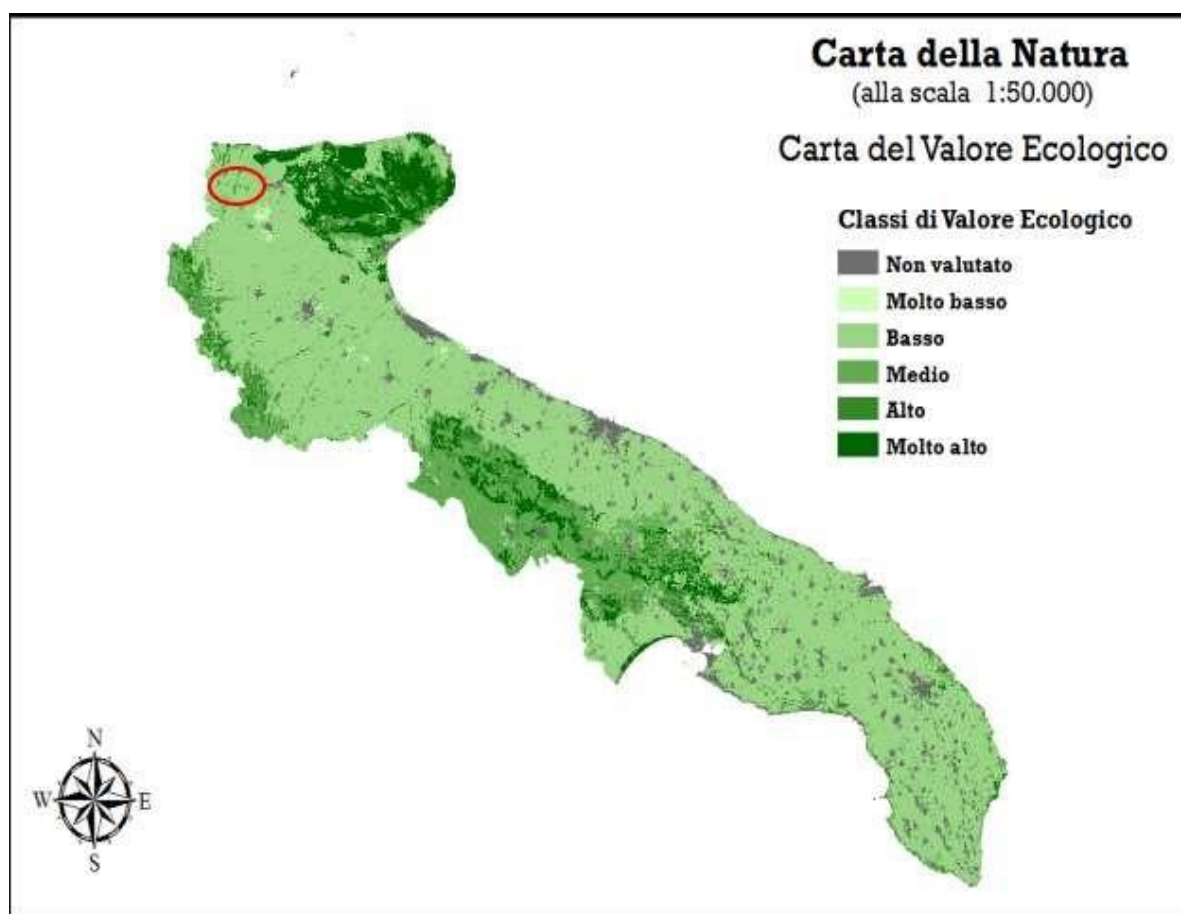 Carta della Natura
(alla scala 1:50.000)
Carta del Valore Ecologico
Classi di Valore Ecologico
Non valutato
Molto basso
Basso
Medio
Alto
Molto alto
N
W E
S